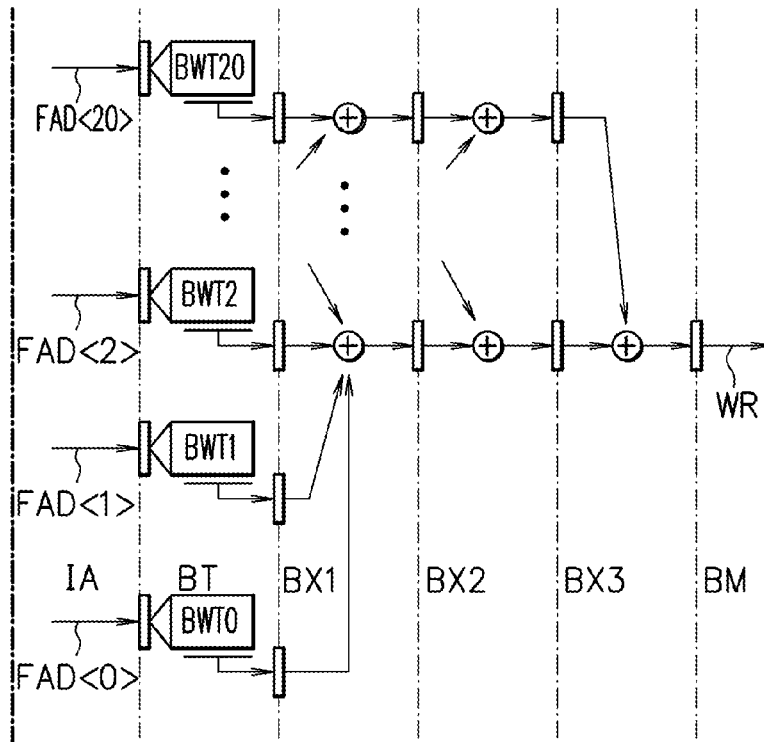 BWT20
FAD<20>
BWT2
FAD<2>
WR
BWT1
FAD<1>
IA BT BX1 BX2 BX3 BM
BWT0
FAD<0>